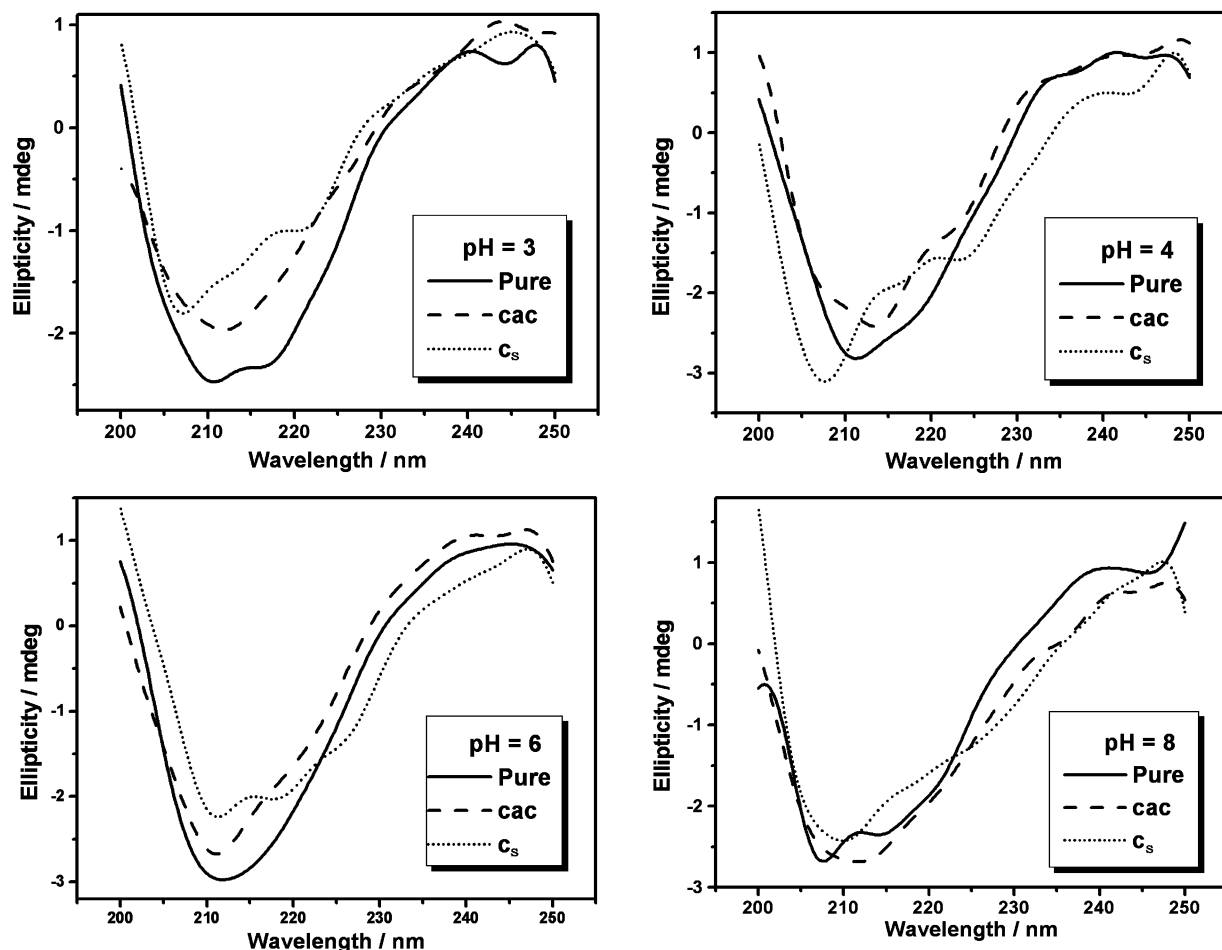 1
0
-1
-2
Ellipticity / mdeg
pH = 3
Pure
cac
cs
200
210
220
230
240
250
Wavelength / nm
1
0
-1
-2
-3
Ellipticity / mdeg
pH = 4
Pure
cac
cs
200
210
220
230
240
250
Wavelength / nm
1
0
-1
-2
-3
Ellipticity / mdeg
pH = 6
Pure
cac
cs
200
210
220
230
240
250
Wavelength / nm
1
0
-1
-2
-3
Ellipticity / mdeg
pH = 8
Pure
cac
cs
200
210
220
230
240
250
Wavelength / nm